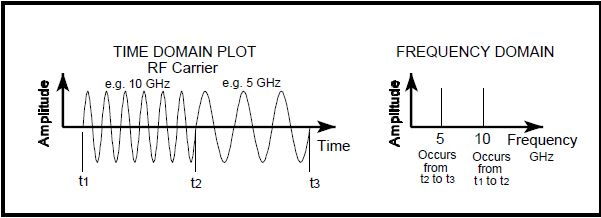 TIME DOMAIN PLOT
RF Carrier
e.g. 10 GHz
e.g. 5 GHz
Amplitude
Time
t1
t2
t3
FREQUENCY DOMAIN
Amplitude
5
10
Frequency
GHz
Occurs
from
t2 to t3
Occurs
from
t1 to t2